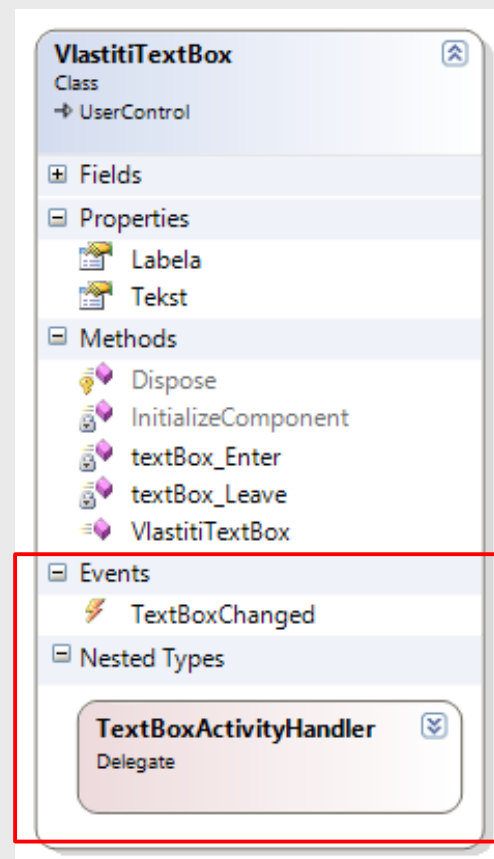 VlastitiTextBox
Class
UserControl
Fields
Properties
Labela
Tekst
Methods
Dispose
InitializeComponent
textBox_Enter
textBox_Leave
VlastitiTextBox
Events
TextBoxChanged
Nested Types
TextBoxActivityHandler
Delegate